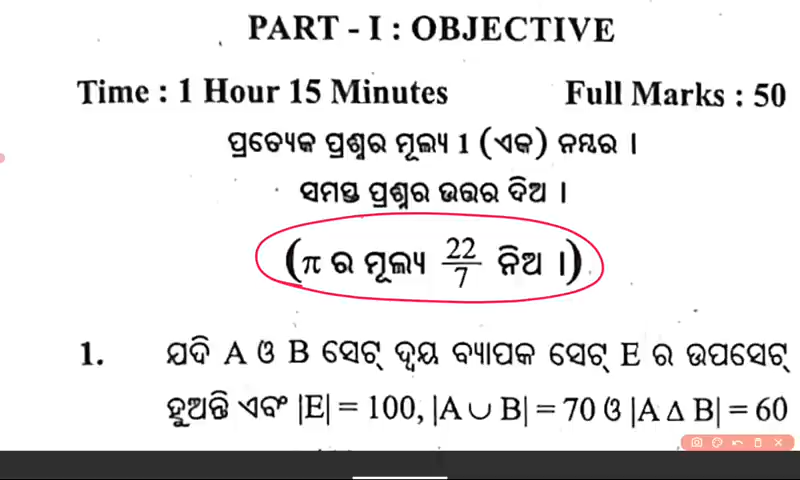 PART - I : OBJECTIVE
Time : 1 Hour 15 Minutes Full Marks : 50
ପ୍ରତ୍ୟେକ ପ୍ରଶ୍ନର ମୂଲ୍ୟ 1 (ଏକ) ନମ୍ବର ।
ସମସ୍ତ ପ୍ରଶ୍ନର ଉତ୍ତର ଦିଅ ।
(π ର ମୂଲ୍ୟ 22/7 ନିଅ ।)
1. ଯଦି A ଓ B ସେଟ୍ ଦ୍ୱୟ ବ୍ୟାପକ ସେଟ୍ E ର ଉପସେଟ୍
ହୁଅନ୍ତି ଏବଂ |E| = 100, |A ∪ B| = 70 ଓ |A Δ B| = 60